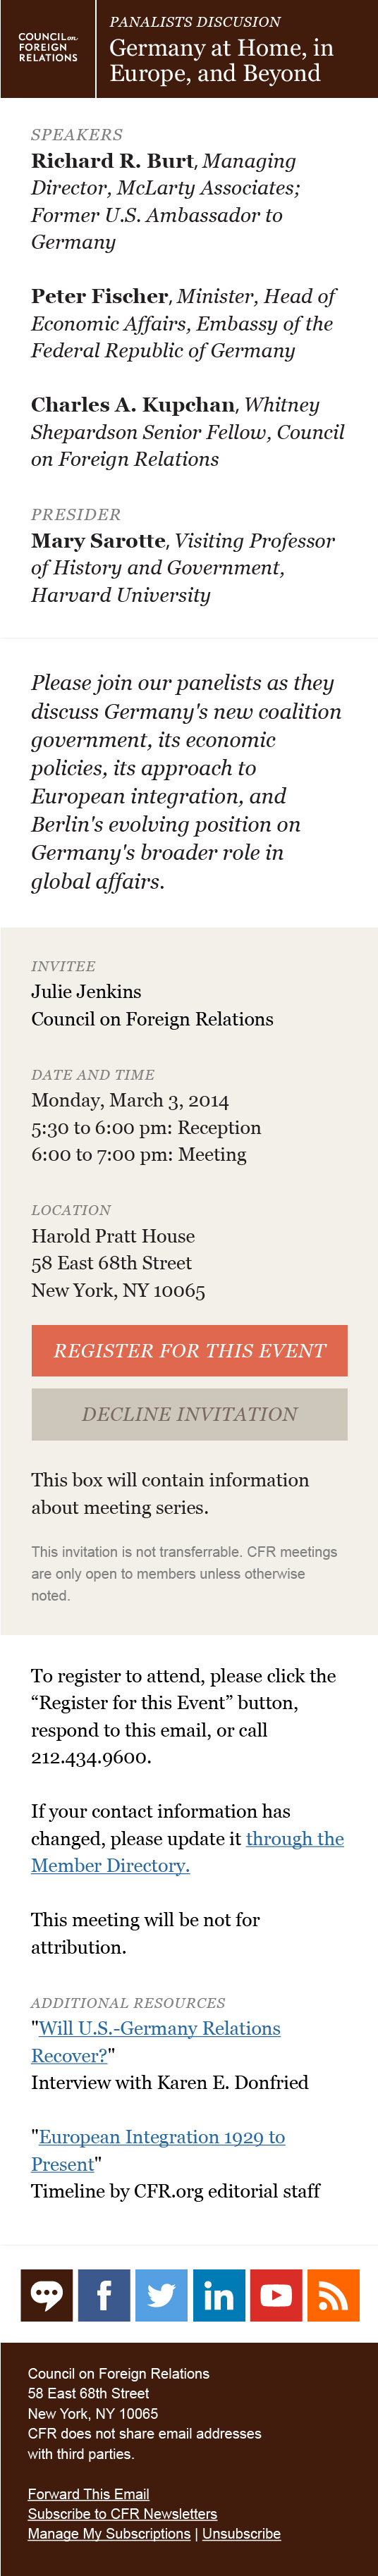 COUNCIL on
FOREIGN
RELATIONS
PANALISTS DISCUSION
Germany at Home, in
Europe, and Beyond
SPEAKERS
Richard R. Burt, Managing
Director, McLarty Associates;
Former U.S. Ambassador to
Germany
Peter Fischer, Minister, Head of
Economic Affairs, Embassy of the
Federal Republic of Germany
Charles A. Kupchan, Whitney
Shepardson Senior Fellow, Council
on Foreign Relations
PRESIDER
Mary Sarotte, Visiting Professor
of History and Government,
Harvard University
Please join our panelists as they
discuss Germany's new coalition
government, its economic
policies, its approach to
European integration, and
Berlin's evolving position on
Germany's broader role in
global affairs.
INVITEE
Julie Jenkins
Council on Foreign Relations
DATE AND TIME
Monday, March 3, 2014
5:30 to 6:00 pm: Reception
6:00 to 7:00 pm: Meeting
LOCATION
Harold Pratt House
58 East 68th Street
New York, NY 10065
REGISTER FOR THIS EVENT
DECLINE INVITATION
This box will contain information
about meeting series.
This invitation is not transferrable. CFR meetings
are only open to members unless otherwise
noted.
To register to attend, please click the
“Register for this Event” button,
respond to this email, or call
212.434.9600.
If your contact information has
changed, please update it through the
Member Directory.
This meeting will be not for
attribution.
ADDITIONAL RESOURCES
"Will U.S.-Germany Relations
Recover?"
Interview with Karen E. Donfried
"European Integration 1929 to
Present"
Timeline by CFR.org editorial staff
Council on Foreign Relations
58 East 68th Street
New York, NY 10065
CFR does not share email addresses
with third parties.
Forward This Email
Subscribe to CFR Newsletters
Manage My Subscriptions | Unsubscribe